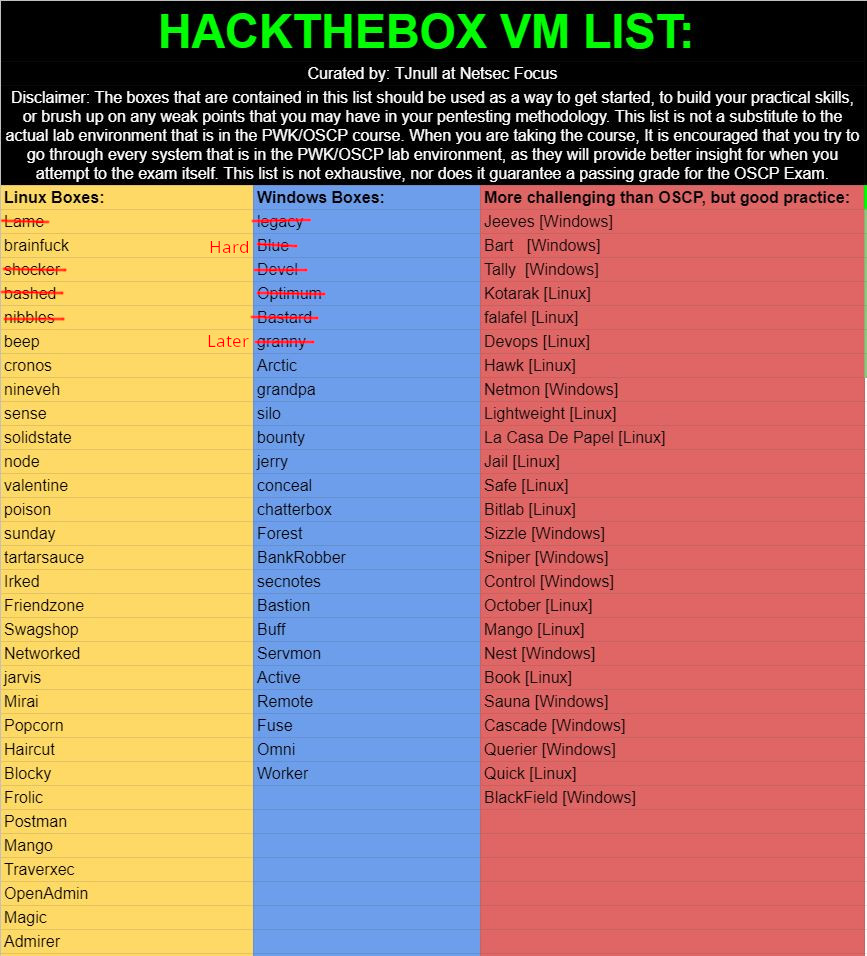 HACKTHEBOX VM LIST:
Curated by: TJnull at Netsec Focus
Disclaimer: The boxes that are contained in this list should be used as a way to get started, to build your practical skills,
or brush up on any weak points that you may have in your pentesting methodology. This list is not a substitute to the
actual lab environment that is in the PWK/OSCP course. When you are taking the course, It is encouraged that you try to
go through every system that is in the PWK/OSCP lab environment, as they will provide better insight for when you
attempt to the exam itself. This list is not exhaustive, nor does it guarantee a passing grade for the OSCP Exam.
Linux Boxes: Windows Boxes: More challenging than OSCP, but good practice:
Lame legacy Jeeves [Windows]
brainfuck Hard Blue Bart [Windows]
shocker Devel Tally [Windows]
bashed Optimum Kotarak [Linux]
nibbles Bastard falafel [Linux]
beep Later granny Devops [Linux]
cronos Arctic Hawk [Linux]
nineveh grandpa Netmon [Windows]
sense silo Lightweight [Linux]
solidstate bounty La Casa De Papel [Linux]
node jerry Jail [Linux]
valentine conceal Safe [Linux]
poison chatterbox Bitlab [Linux]
sunday Forest Sizzle [Windows]
tartarsauce BankRobber Sniper [Windows]
Irked secnotes Control [Windows]
Friendzone Bastion October [Linux]
Swagshop Buff Mango [Linux]
Networked Servmon Nest [Windows]
jarvis Active Book [Linux]
Mirai Remote Sauna [Windows]
Popcorn Fuse Cascade [Windows]
Haircut Omni Querier [Windows]
Blocky Worker Quick [Linux]
Frolic BlackField [Windows]
Postman
Mango
Traverxec
OpenAdmin
Magic
Admirer